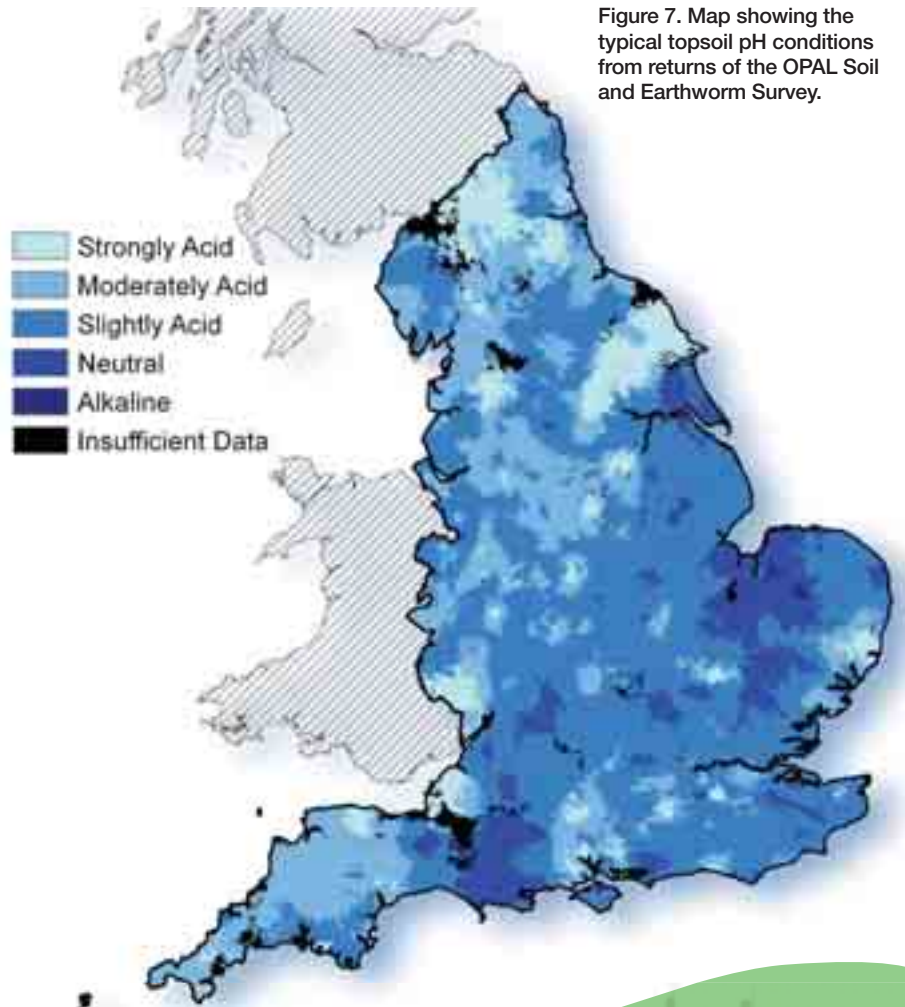 Figure 7. Map showing the
typical topsoil pH conditions
from returns of the OPAL Soil
and Earthworm Survey.
Strongly Acid
Moderately Acid
Slightly Acid
Neutral
Alkaline
Insufficient Data